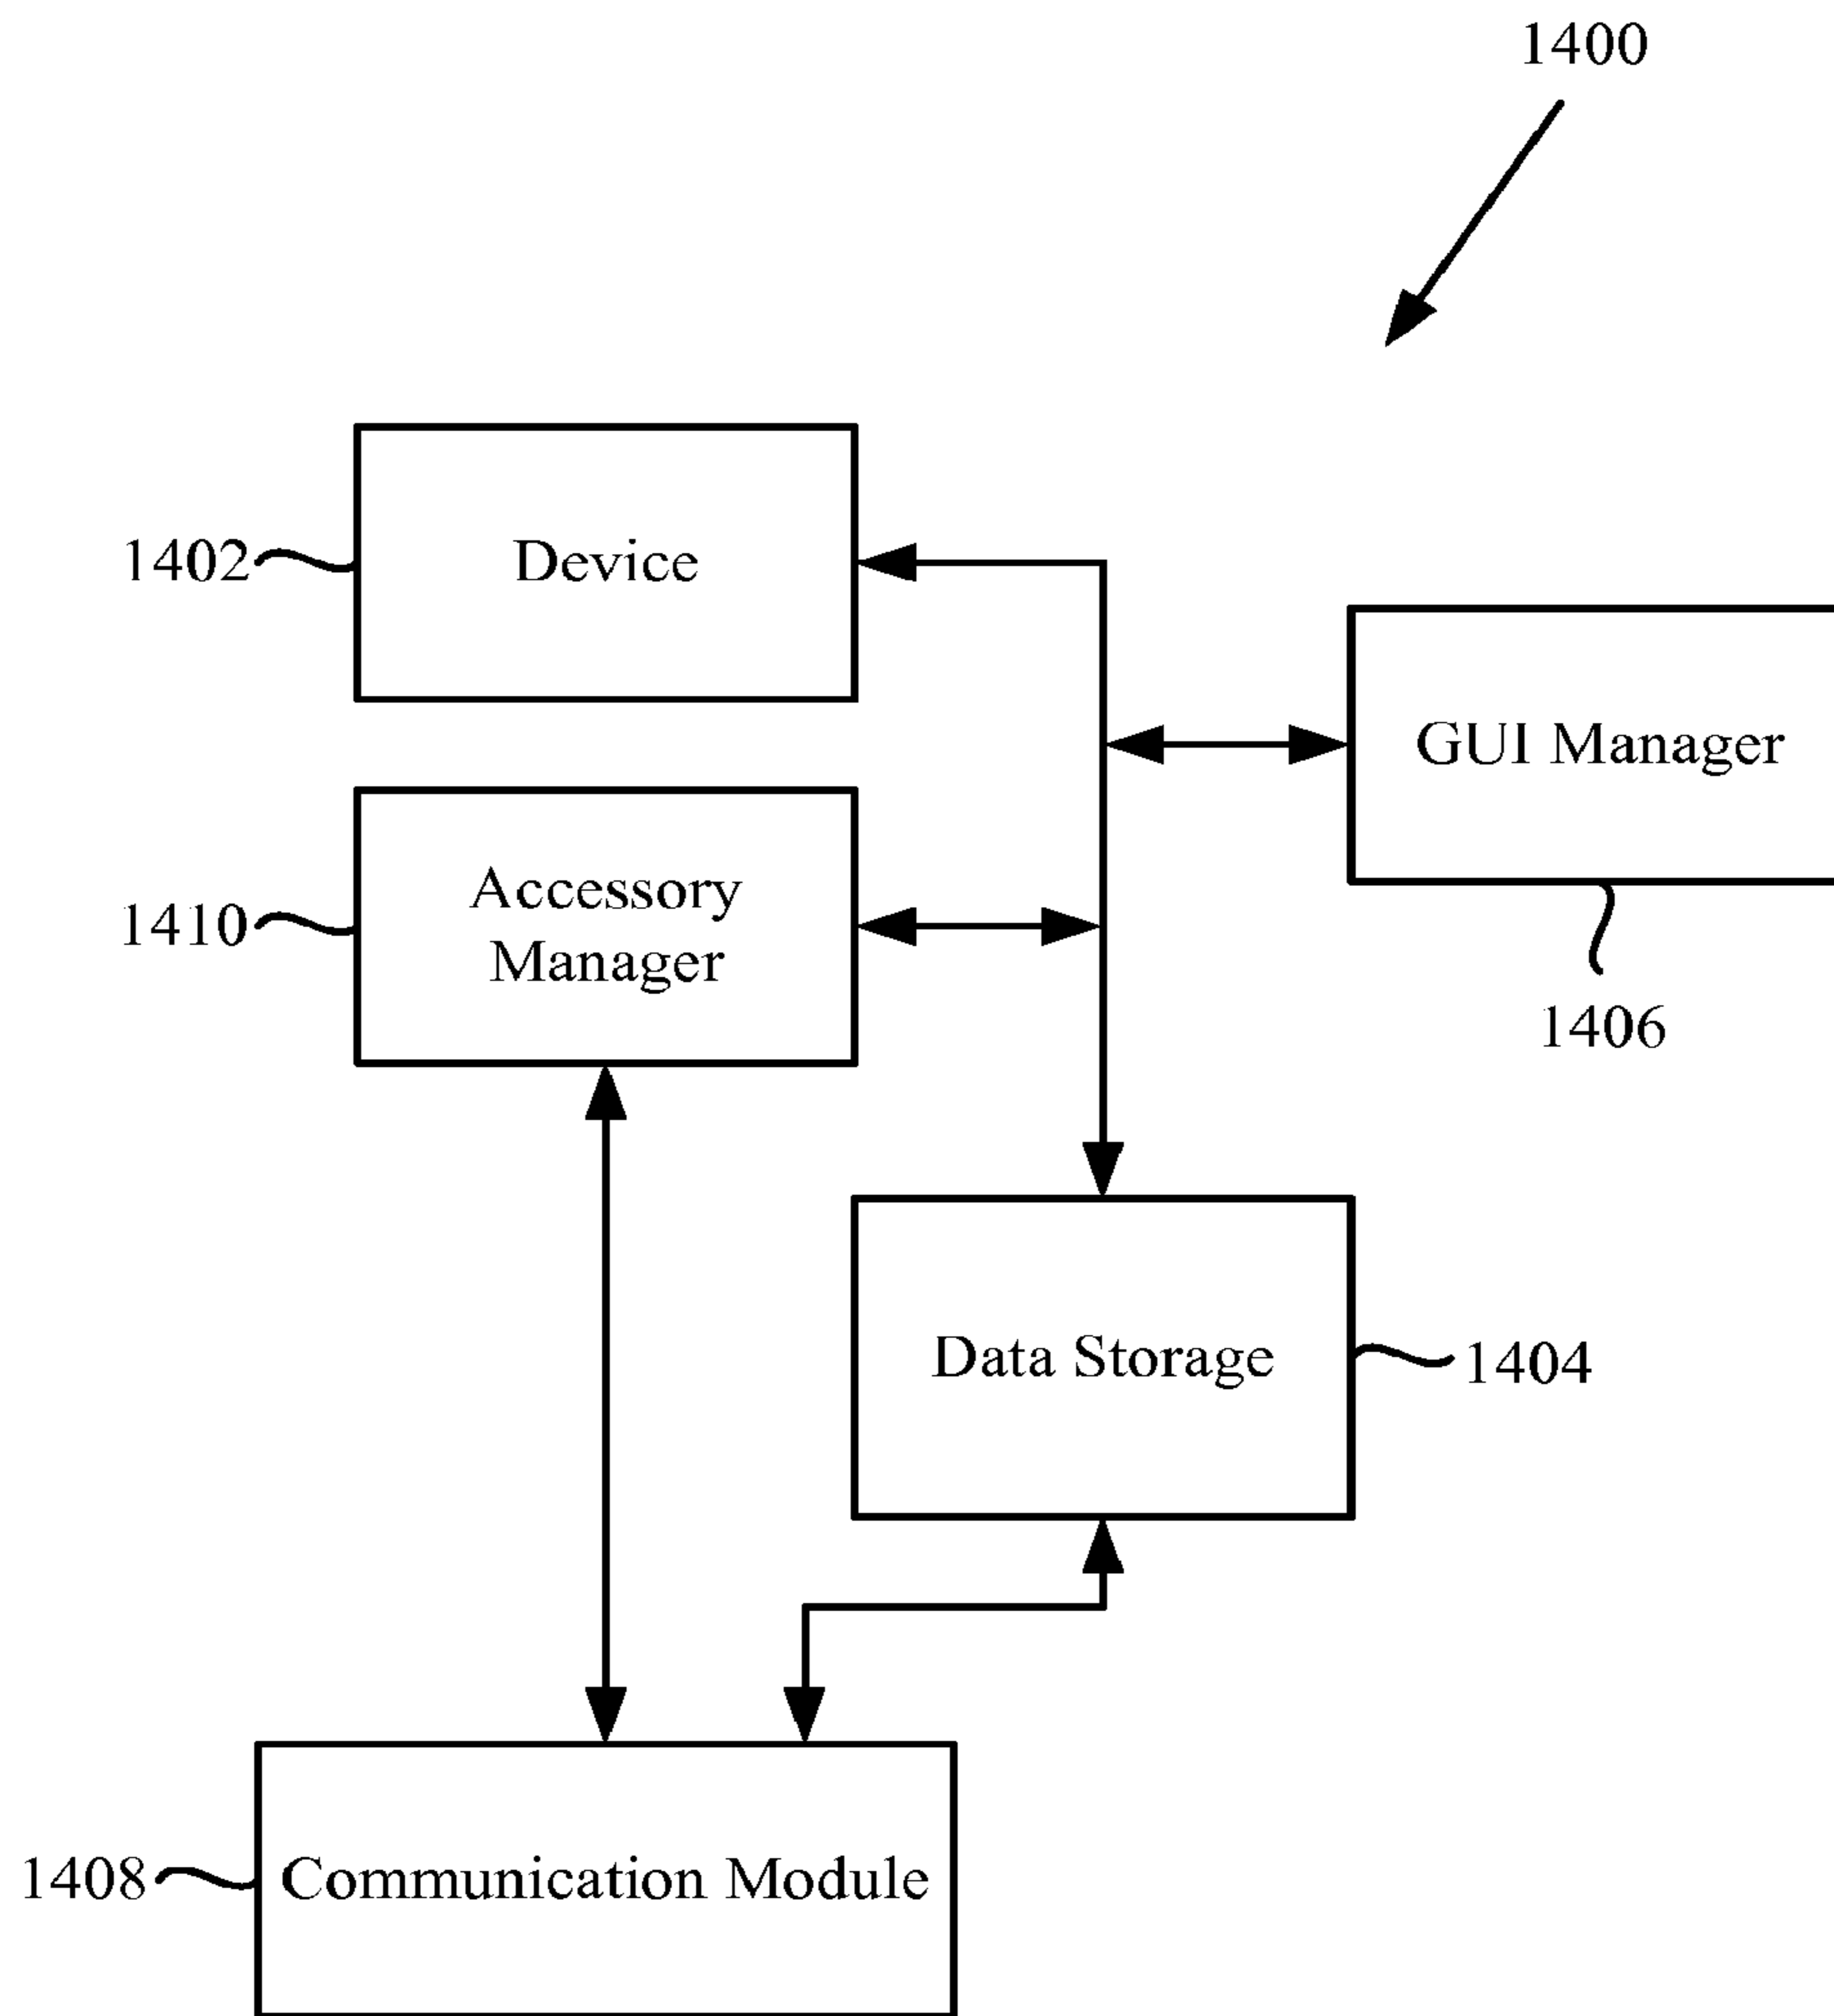 1400
1402
Device
GUI Manager
1410
Accessory
Manager
1406
Data Storage
1404
1408
Communication Module